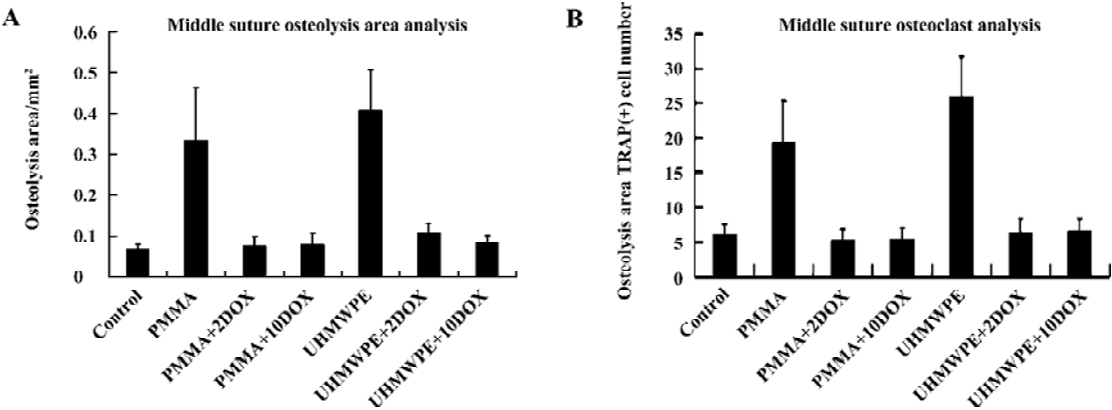 A
Middle suture osteolysis area analysis
Osteolysis area/mm²
0.6
0.5
0.4
0.3
0.2
0.1
0
Control
PMMA
PMMA+2DOX
PMMA+10DOX
UHMWPE
UHMWPE+2DOX
UHMWPE+10DOX
B
Middle suture osteoclast analysis
Osteolysis area TRAP(+) cell number
35
30
25
20
15
10
5
0
Control
PMMA
PMMA+2DOX
PMMA+10DOX
UHMWPE
UHMWPE+2DOX
UHMWPE+10DOX